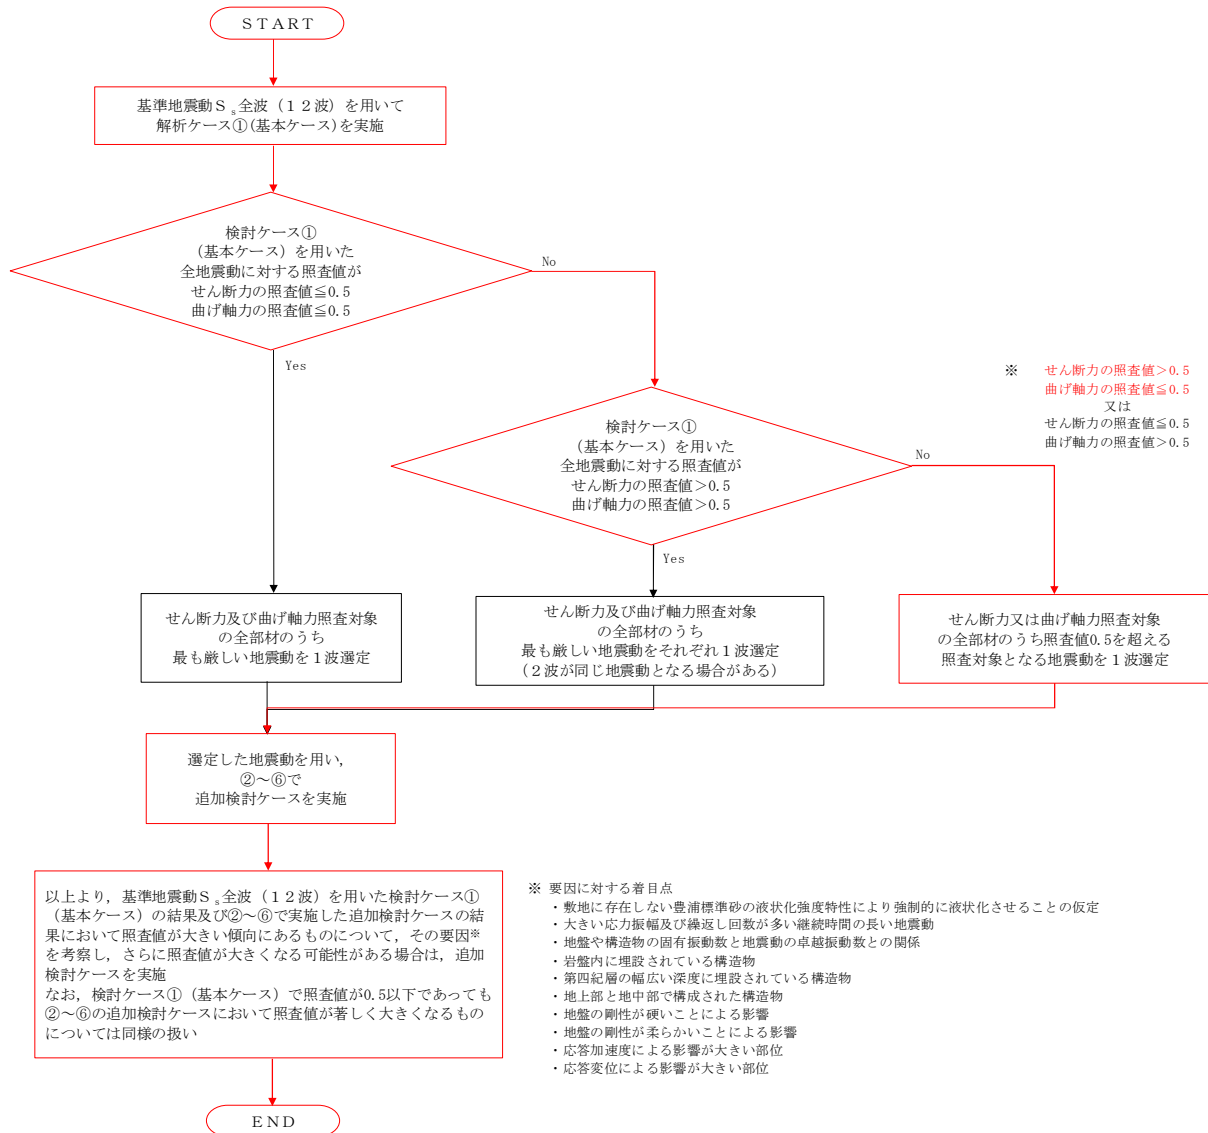 ＳＴＡＲＴ
基準地震動Ｓｓ全波（１２波）を用いて
解析ケース①(基本ケース)を実施
検討ケース①
（基本ケース）を用いた
全地震動に対する照査値が
せん断力の照査値≦0.5
曲げ軸力の照査値≦0.5
No
Yes
※ せん断力の照査値＞0.5
曲げ軸力の照査値≦0.5
又は
せん断力の照査値≦0.5
曲げ軸力の照査値＞0.5
検討ケース①
（基本ケース）を用いた
全地震動に対する照査値が
せん断力の照査値＞0.5
曲げ軸力の照査値＞0.5
No
Yes
せん断力及び曲げ軸力照査対象
の全部材のうち
最も厳しい地震動を１波選定
せん断力及び曲げ軸力照査対象
の全部材のうち
最も厳しい地震動をそれぞれ１波選定
（２波が同じ地震動となる場合がある）
せん断力又は曲げ軸力照査対象
の全部材のうち照査値0.5を超える
照査対象となる地震動を１波選定
選定した地震動を用い，
②～⑥で
追加検討ケースを実施
以上より，基準地震動Ｓｓ全波（１２波）を用いた検討ケース①
（基本ケース）の結果及び②～⑥で実施した追加検討ケースの結
果において照査値が大きい傾向にあるものについて，その要因※
を考察し，さらに照査値が大きくなる可能性がある場合は，追加
検討ケースを実施
なお，検討ケース①（基本ケース）で照査値が0.5以下であっても
②～⑥の追加検討ケースにおいて照査値が著しく大きくなるもの
については同様の扱い
※ 要因に対する着目点
・敷地に存在しない豊浦標準砂の液状化強度特性により強制的に液状化させることの仮定
・大きい応力振幅及び繰返し回数が多い継続時間の長い地震動
・地盤や構造物の固有振動数と地震動の卓越振動数との関係
・岩盤内に埋設されている構造物
・第四紀層の幅広い深度に埋設されている構造物
・地上部と地中部で構成された構造物
・地盤の剛性が硬いことによる影響
・地盤の剛性が柔らかいことによる影響
・応答加速度による影響が大きい部位
・応答変位による影響が大きい部位
ＥＮＤ